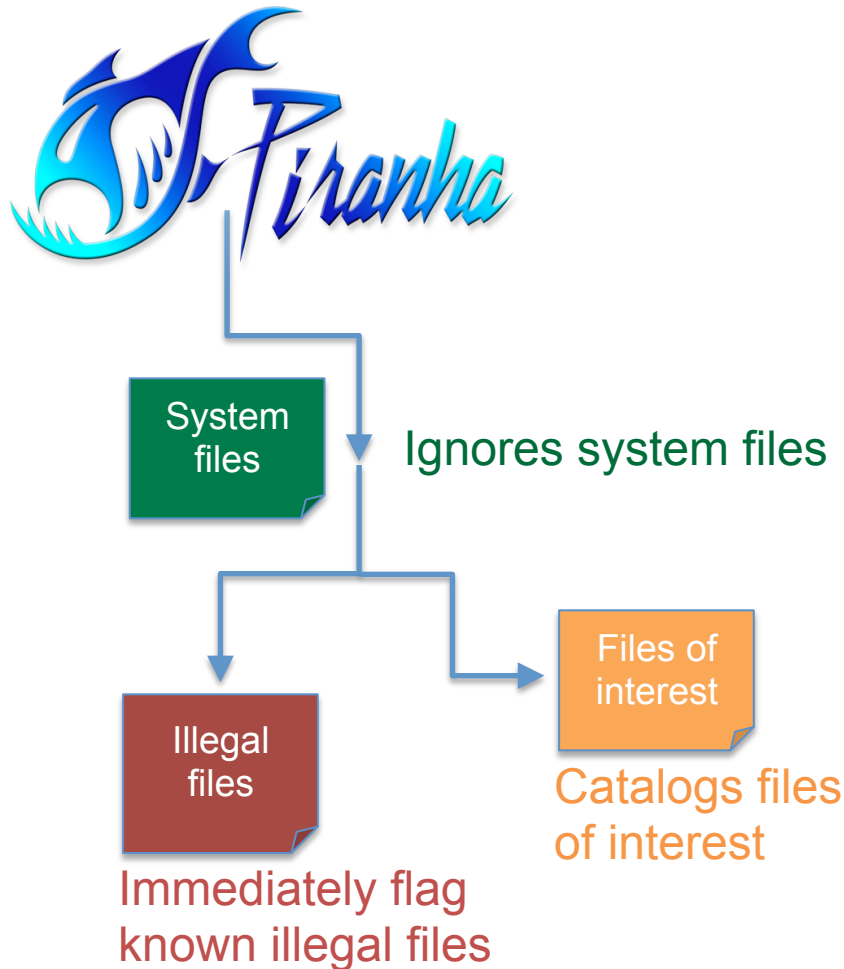 Piranha
System
files
Ignores system files
Files of
interest
Illegal
files
Catalogs files
of interest
Immediately flag
known illegal files